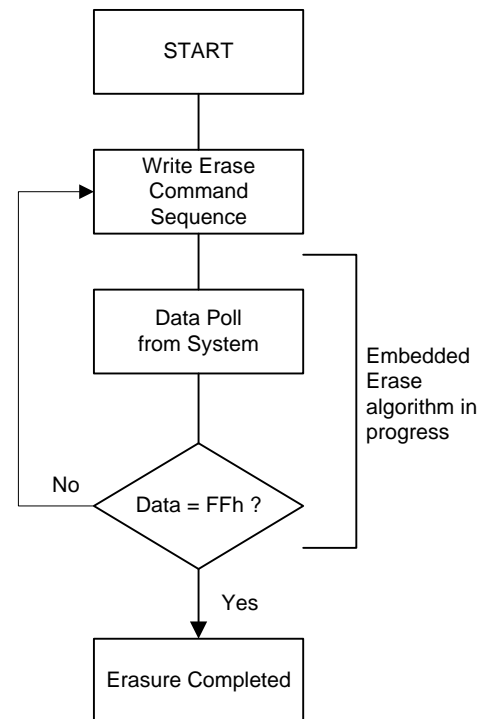 START
Write Erase
Command
Sequence
Data Poll
from System
Embedded
Erase
algorithm in
progress
No
Data = FFh ?
Yes
Erasure Completed